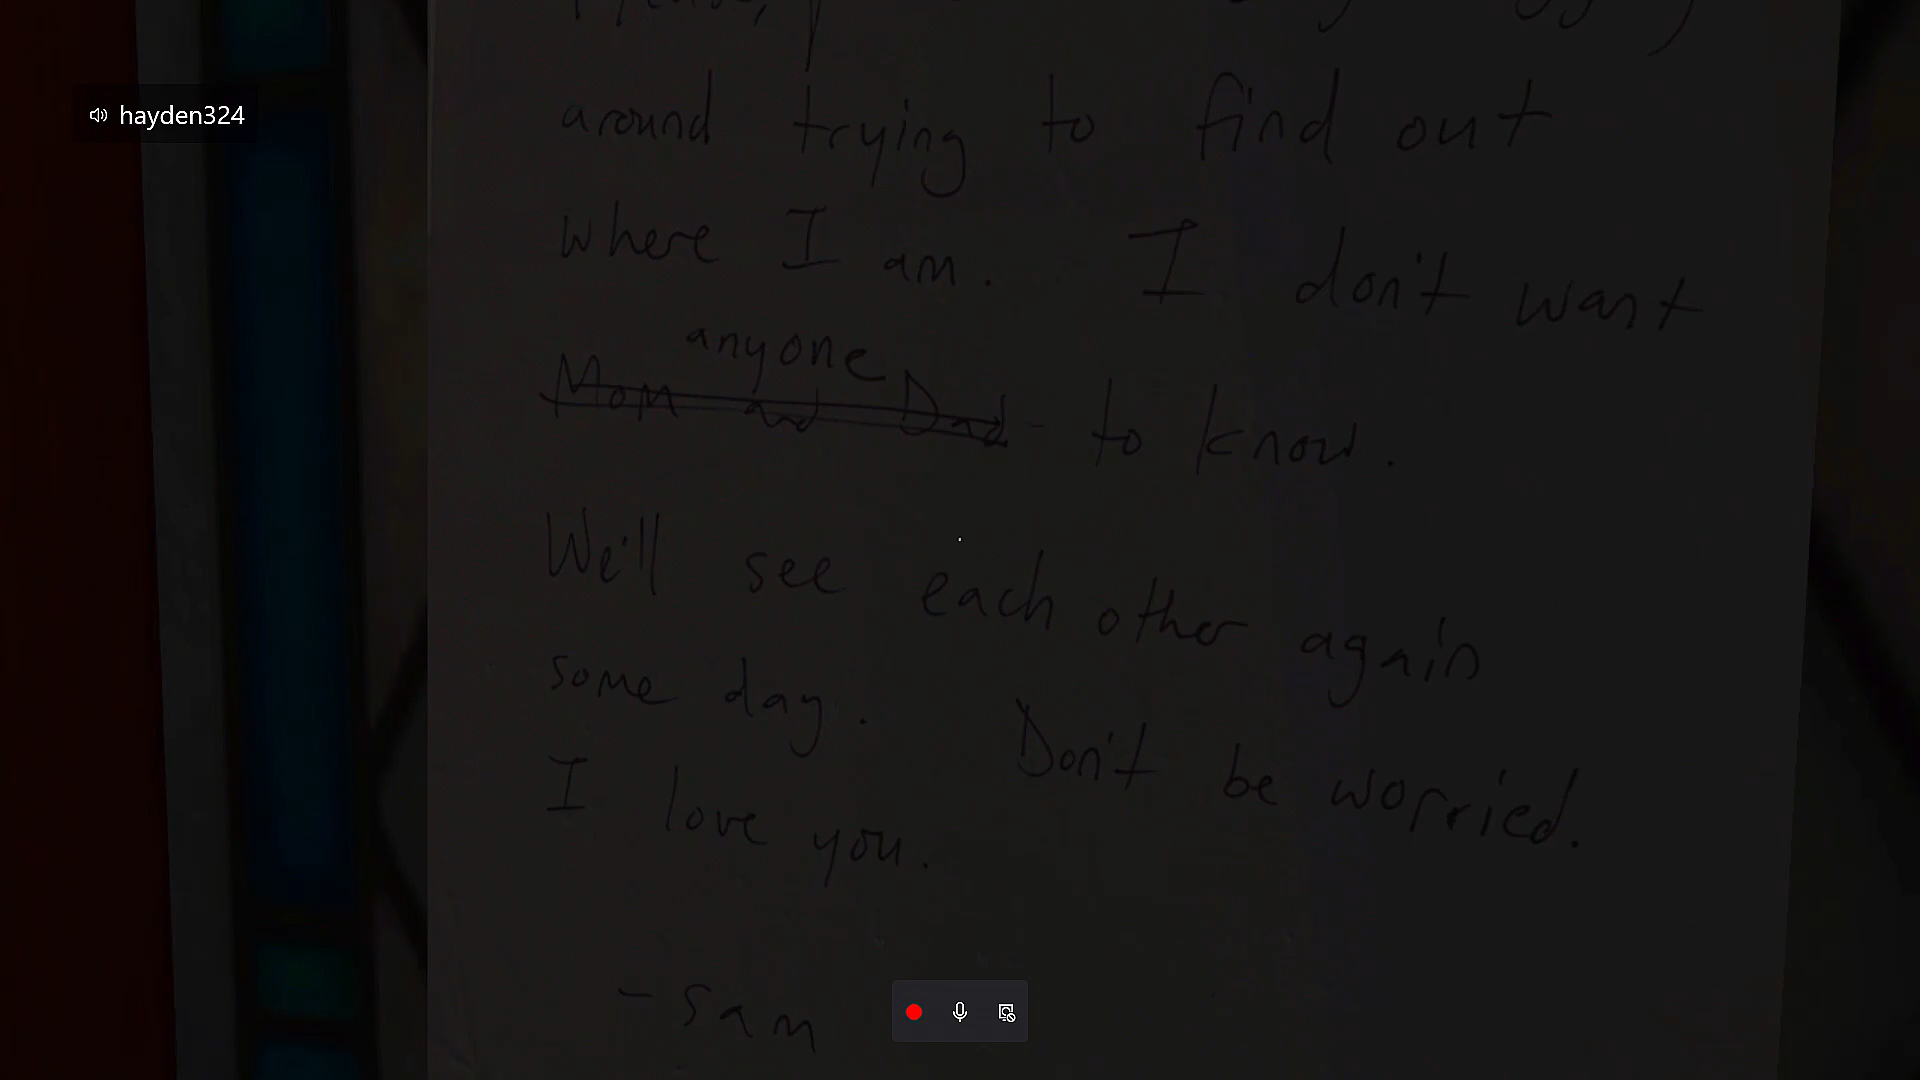 hayden324
around trying to find out
where I am. I don't want
anyone
Mom and Dad to know.
We'll see each other again
some day. Don't be worried.
I love you.
- Sam